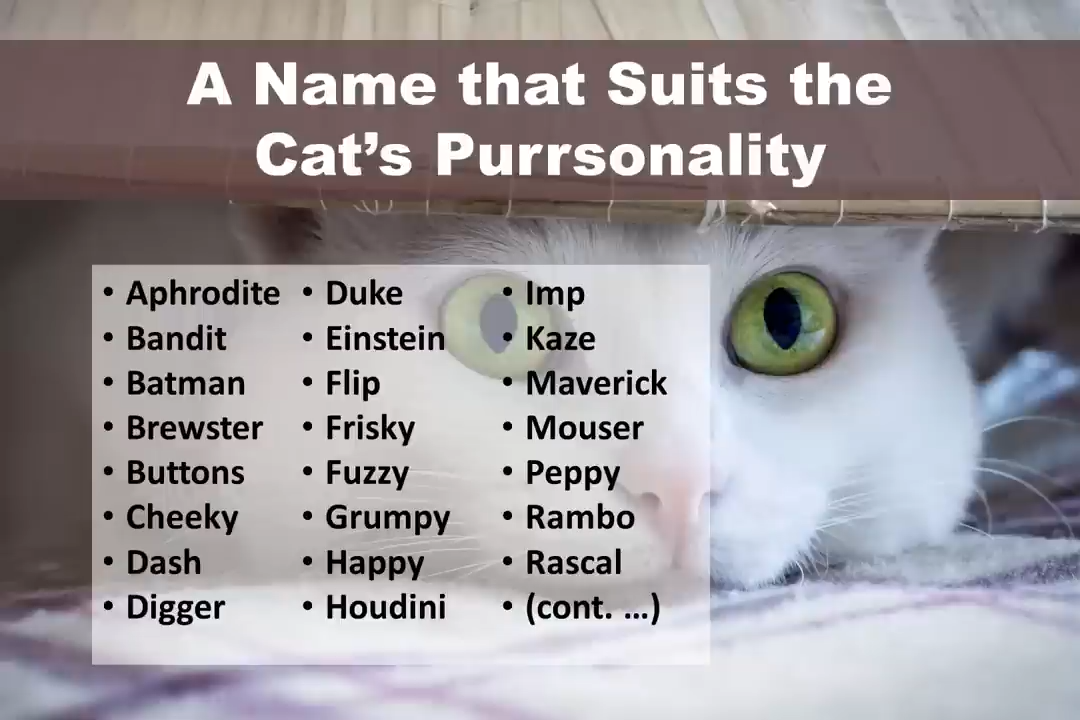 A Name that Suits the
Cat’s Purrsonality
• Aphrodite
• Bandit
• Batman
• Brewster
• Buttons
• Cheeky
• Dash
• Digger
• Duke
• Einstein
• Flip
• Frisky
• Fuzzy
• Grumpy
• Happy
• Houdini
• Imp
• Kaze
• Maverick
• Mouser
• Peppy
• Rambo
• Rascal
• (cont. …)